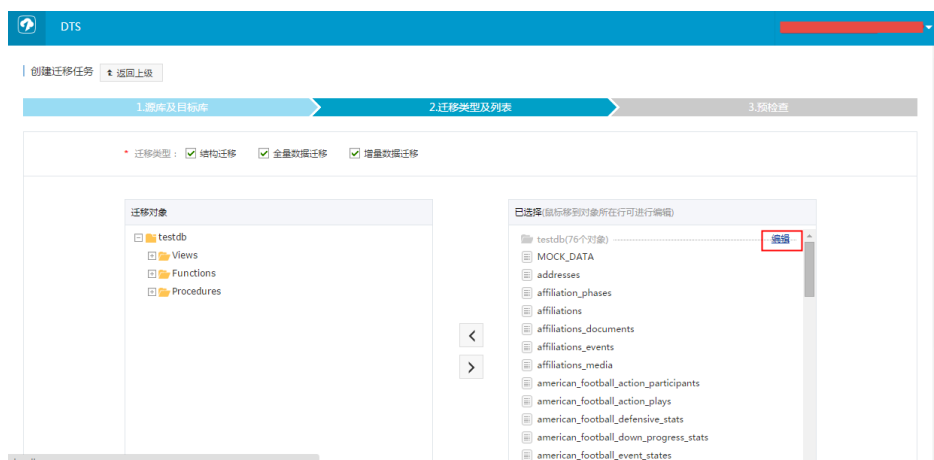 DTS
创建迁移任务 返回上级
1.源库及目标库 2.迁移类型及列表 3.预检查
* 迁移类型： 结构迁移 全量数据迁移 增量数据迁移
迁移对象
testdb
Views
Functions
Procedures
已选择(鼠标移到对象所在行可进行编辑)
testdb(76个对象) 编辑
MOCK_DATA
addresses
affiliation_phases
affiliations
affiliations_documents
affiliations_events
affiliations_media
american_football_action_participants
american_football_action_plays
american_football_defensive_stats
american_football_down_progress_stats
american_football_event_states